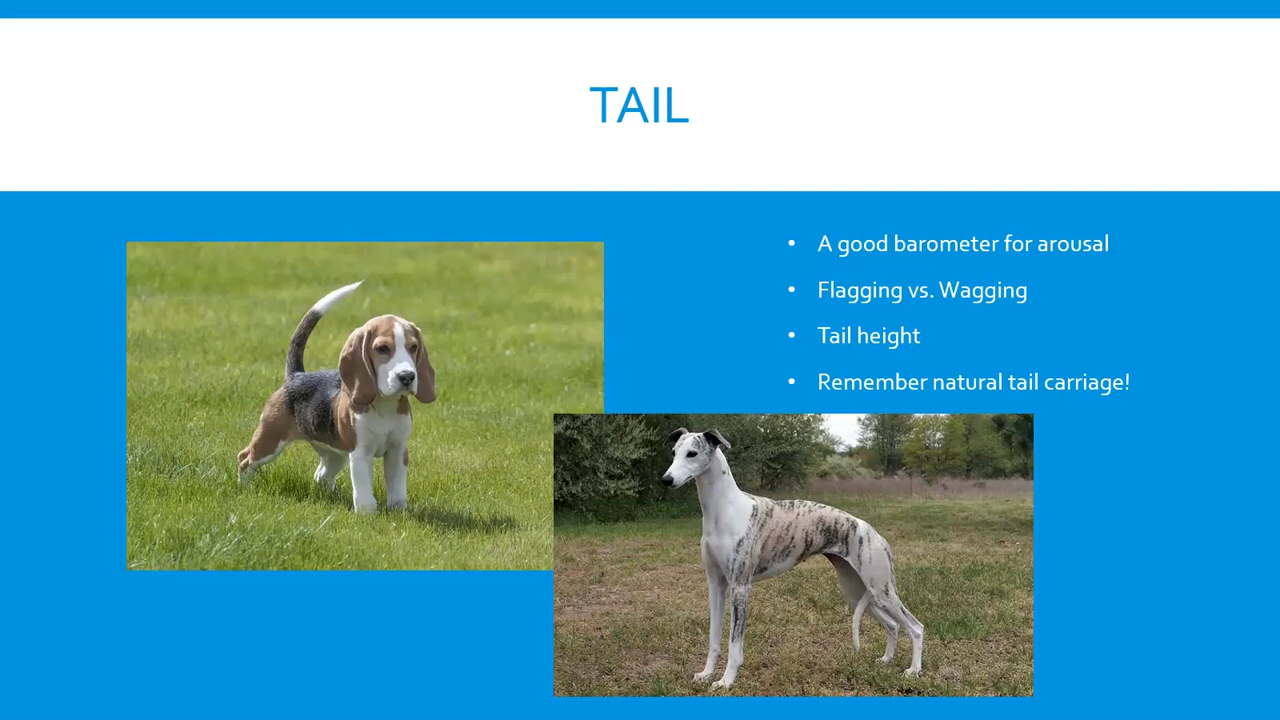 TAIL
• A good barometer for arousal
• Flagging vs. Wagging
• Tail height
• Remember natural tail carriage!